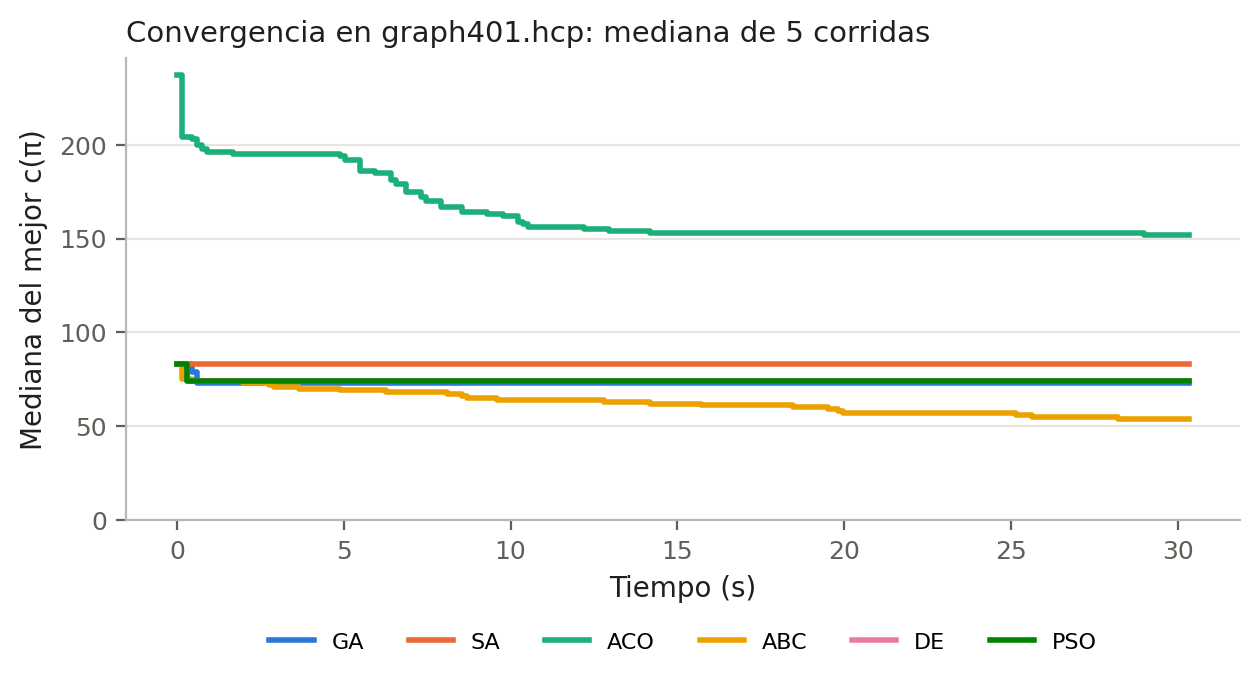 Convergencia en graph401.hcp: mediana de 5 corridas
Mediana del mejor c(π)
200
150
100
50
0
0 5 10 15 20 25 30
Tiempo (s)
GA SA ACO ABC DE PSO